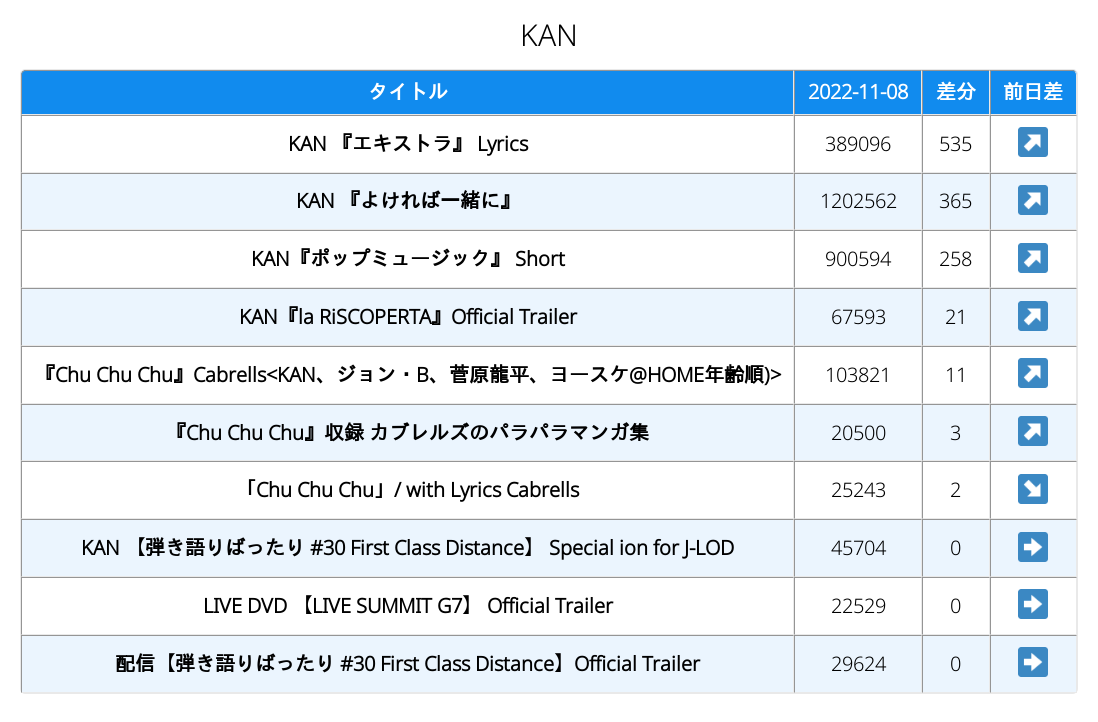 KAN
タイトル 2022-11-08 差分 前日差
KAN 『エキストラ』 Lyrics 389096 535
KAN 『よければ一緒に』 1202562 365
KAN『ポップミュージック』 Short 900594 258
KAN『la RiSCOPERTA』Official Trailer 67593 21
『Chu Chu Chu』Cabrells<KAN、ジョン・B、菅原龍平、ヨースケ@HOME年齢順)> 103821 11
『Chu Chu Chu』収録 カブレルズのパラパラマンガ集 20500 3
「Chu Chu Chu」/ with Lyrics Cabrells 25243 2
KAN 【弾き語りばったり #30 First Class Distance】 Special ion for J-LOD 45704 0
LIVE DVD 【LIVE SUMMIT G7】 Official Trailer 22529 0
配信【弾き語りばったり #30 First Class Distance】Official Trailer 29624 0